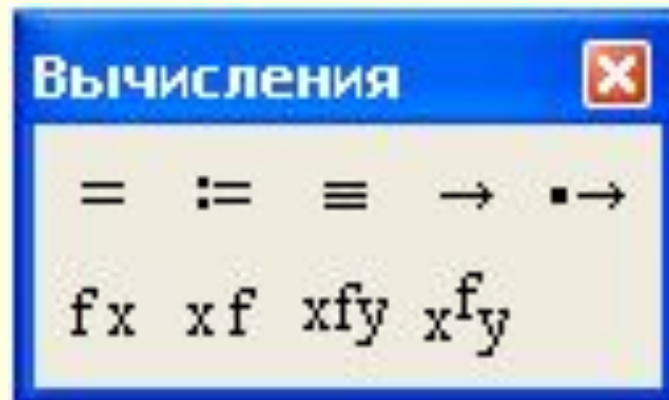 Вычисления
= := ≡ → ▪→
fx xf xfy xfy